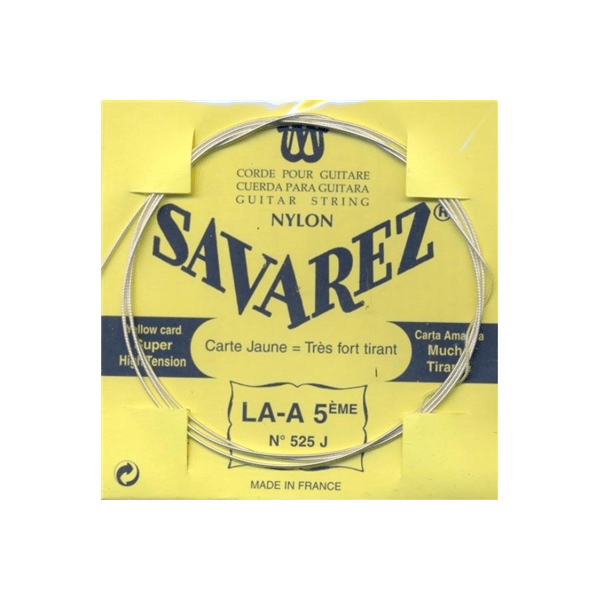 CORDE POUR GUITARE
CUERDA PARA GUITARA
GUITAR STRING
NYLON
SAVAREZ®
Yellow card
Super
High Tension
Carte Jaune = Très fort tirant
Carta Amarilla
Mucha
Tirant
LA-A 5ÈME
N° 525 J
MADE IN FRANCE